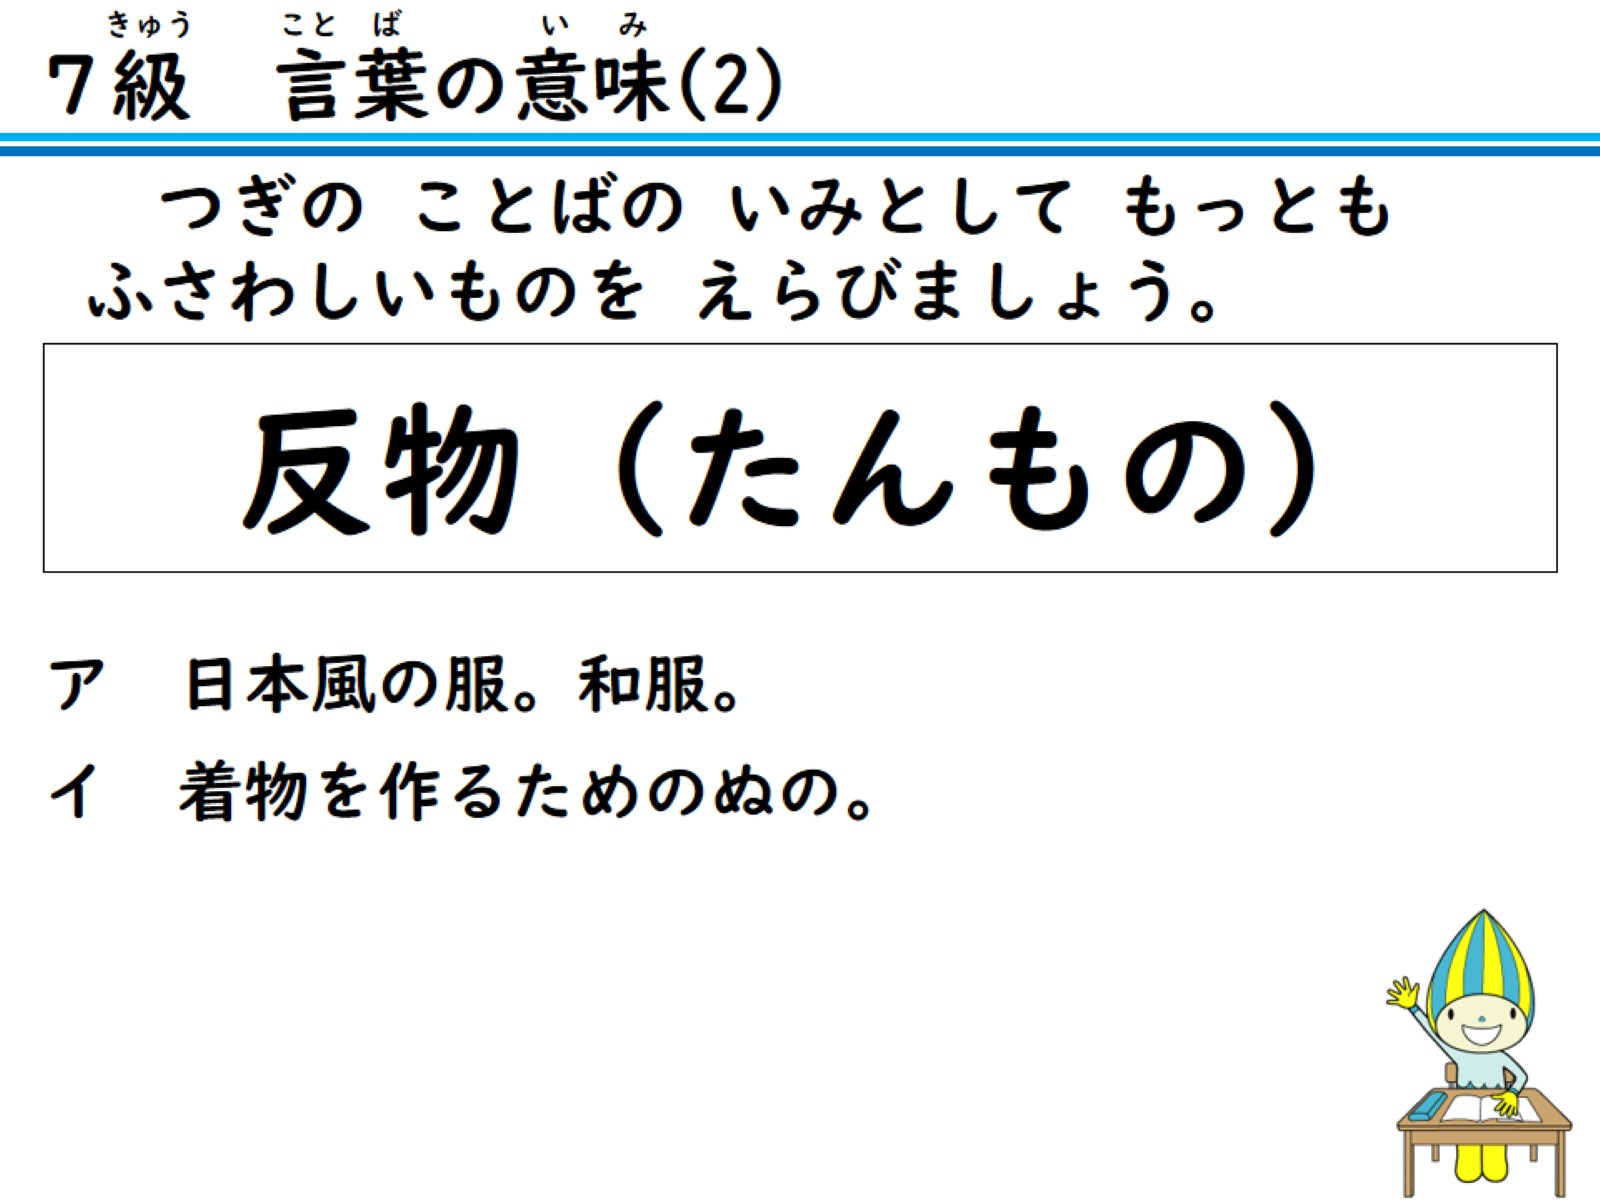 きゅう ことば いみ
７級　言葉の意味(2)
つぎの ことばの いみとして もっとも
ふさわしいものを えらびましょう。
反物（たんもの）
ア　日本風の服。和服。
イ　着物を作るためのぬの。